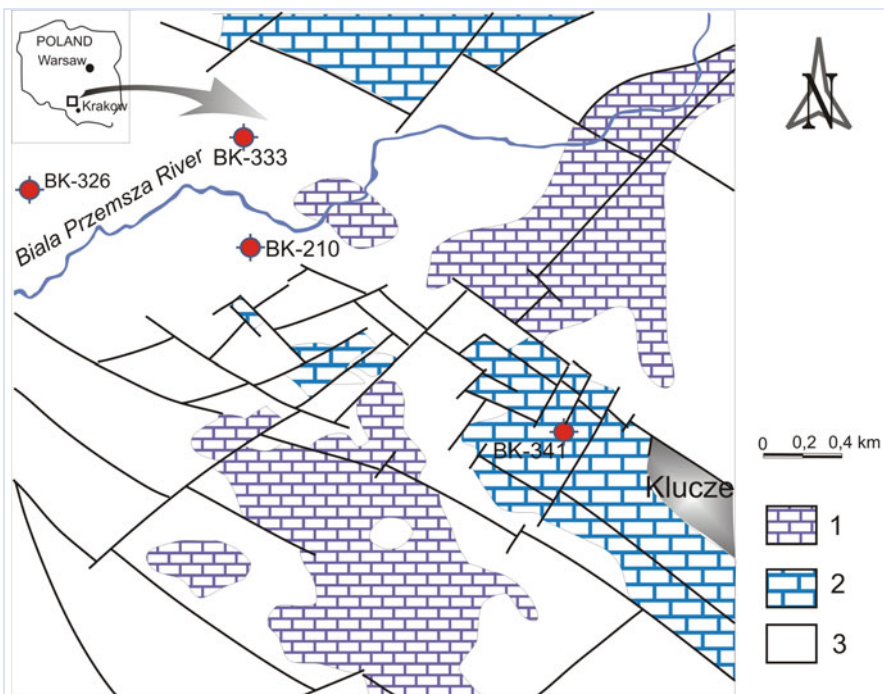 POLAND
Warsaw
Krakow
N
BK-333
BK-326
Biala Przemsza River
BK-210
BK-341
Klucze
0 0,2 0,4 km
1
2
3